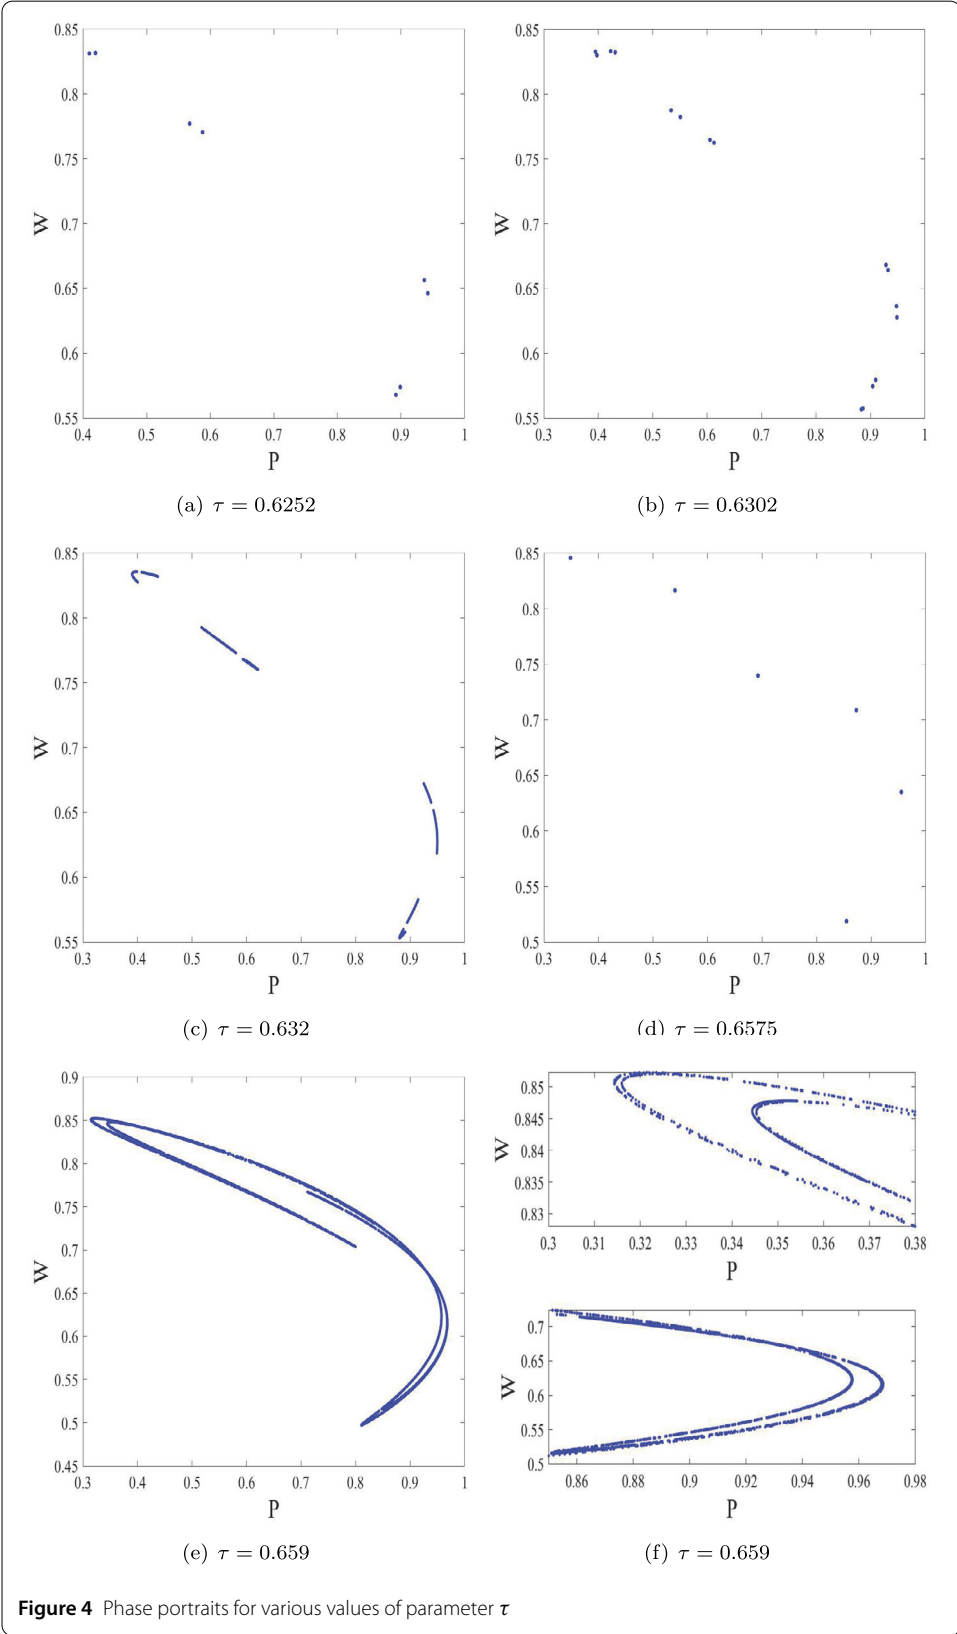 0.85
0.8
0.75
0.7
0.65
0.6
0.55
W
0.4 0.5 0.6 0.7 0.8 0.9 1
P
(a) τ = 0.6252
0.85
0.8
0.75
0.7
0.65
0.6
0.55
W
0.3 0.4 0.5 0.6 0.7 0.8 0.9 1
P
(b) τ = 0.6302
0.85
0.8
0.75
0.7
0.65
0.6
0.55
W
0.3 0.4 0.5 0.6 0.7 0.8 0.9 1
P
(c) τ = 0.632
0.85
0.8
0.75
0.7
0.65
0.6
0.55
0.5
W
0.3 0.4 0.5 0.6 0.7 0.8 0.9 1
P
(d) τ = 0.6575
0.9
0.85
0.8
0.75
0.7
0.65
0.6
0.55
0.5
0.45
W
0.3 0.4 0.5 0.6 0.7 0.8 0.9 1
P
(e) τ = 0.659
0.85
0.845
0.84
0.835
0.83
W
0.3 0.31 0.32 0.33 0.34 0.35 0.36 0.37 0.38
P
0.7
0.65
0.6
0.55
0.5
W
0.86 0.88 0.9 0.92 0.94 0.96 0.98
P
(f) τ = 0.659
Figure 4 Phase portraits for various values of parameter τ